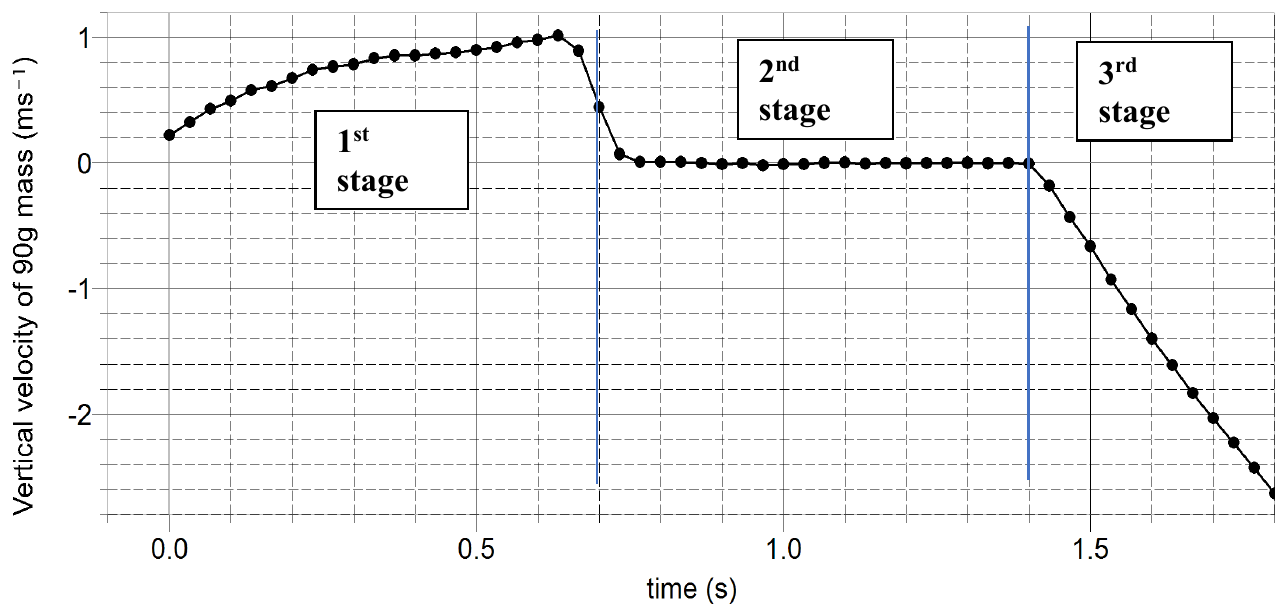 Vertical velocity of 90g mass (ms⁻¹)
1
0
-1
-2
1st
stage
2nd
stage
3rd
stage
0.0
0.5
1.0
1.5
time (s)